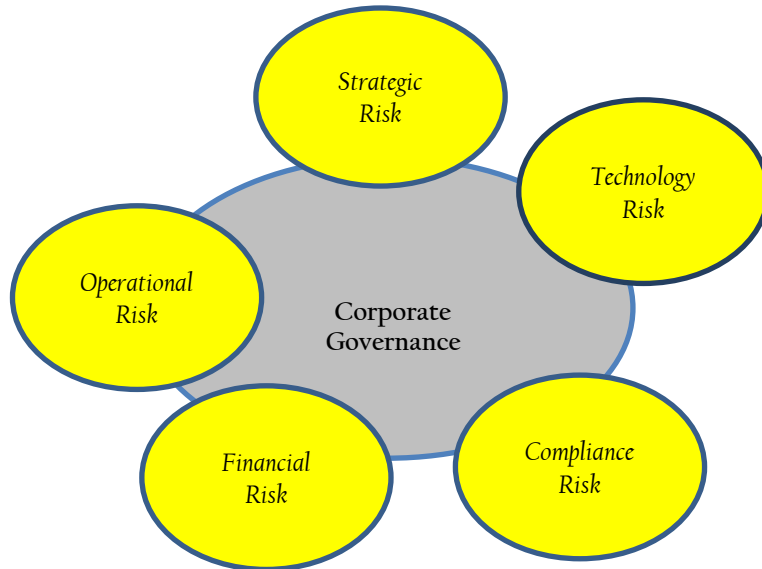 Strategic
Risk
Technology
Risk
Operational
Risk
Corporate
Governance
Financial
Risk
Compliance
Risk